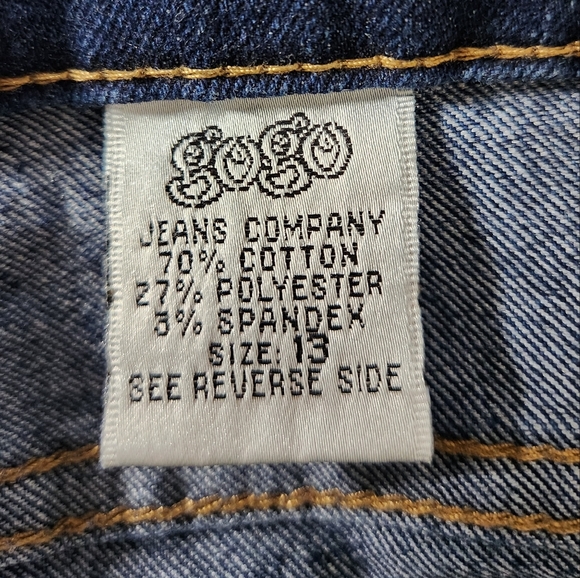 gogo
JEANS COMPANY
70% COTTON
27% POLYESTER
3% SPANDEX
SIZE: 13
SEE REVERSE SIDE